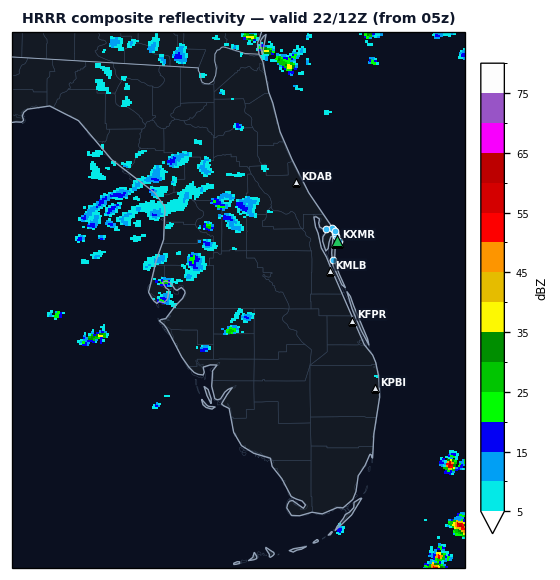 HRRR composite reflectivity — valid 22/12Z (from 05z)
KDAB
KXMR
KMLB
KFPR
KPBI
75
65
55
45
35
25
15
5
dBZ